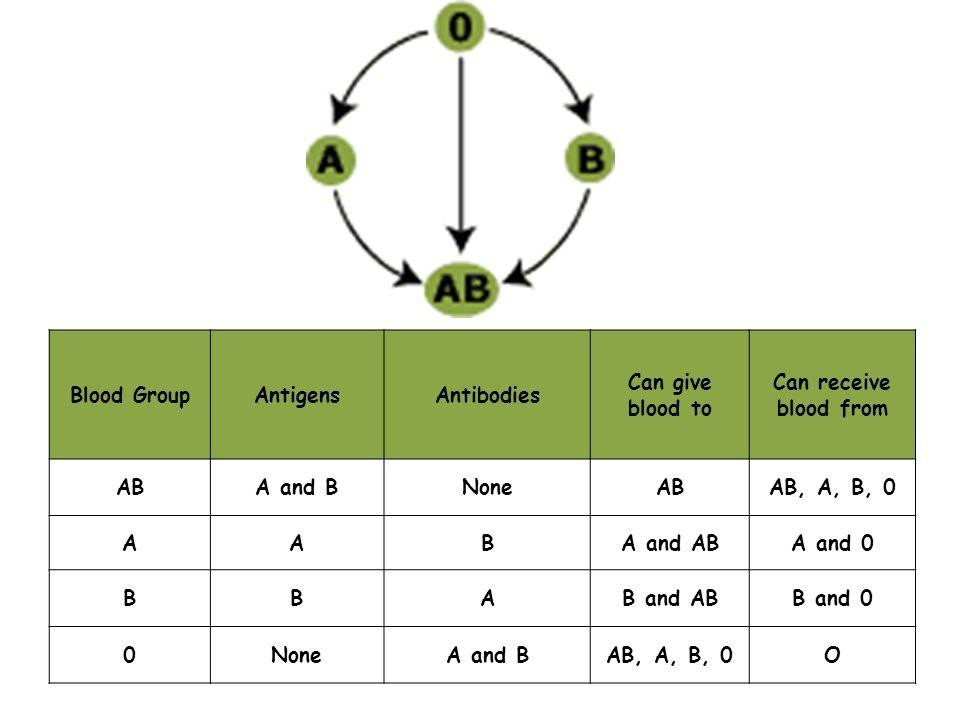 0
A B
AB
Blood Group Antigens Antibodies Can give blood to Can receive blood from
AB A and B None AB AB, A, B, 0
A A B A and AB A and 0
B B A B and AB B and 0
0 None A and B AB, A, B, 0 O